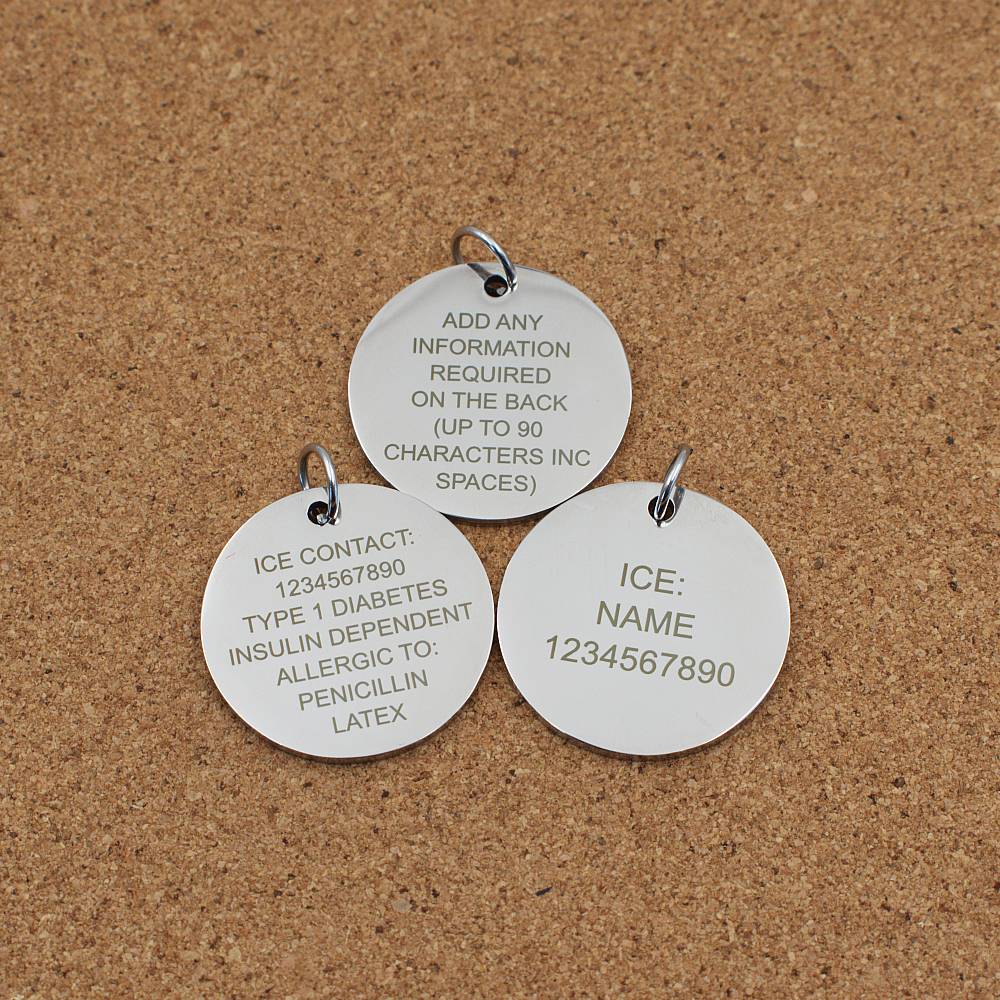 ADD ANY
INFORMATION
REQUIRED
ON THE BACK
(UP TO 90
CHARACTERS INC
SPACES)
ICE CONTACT:
1234567890
TYPE 1 DIABETES
INSULIN DEPENDENT
ALLERGIC TO:
PENICILLIN
LATEX
ICE:
NAME
1234567890